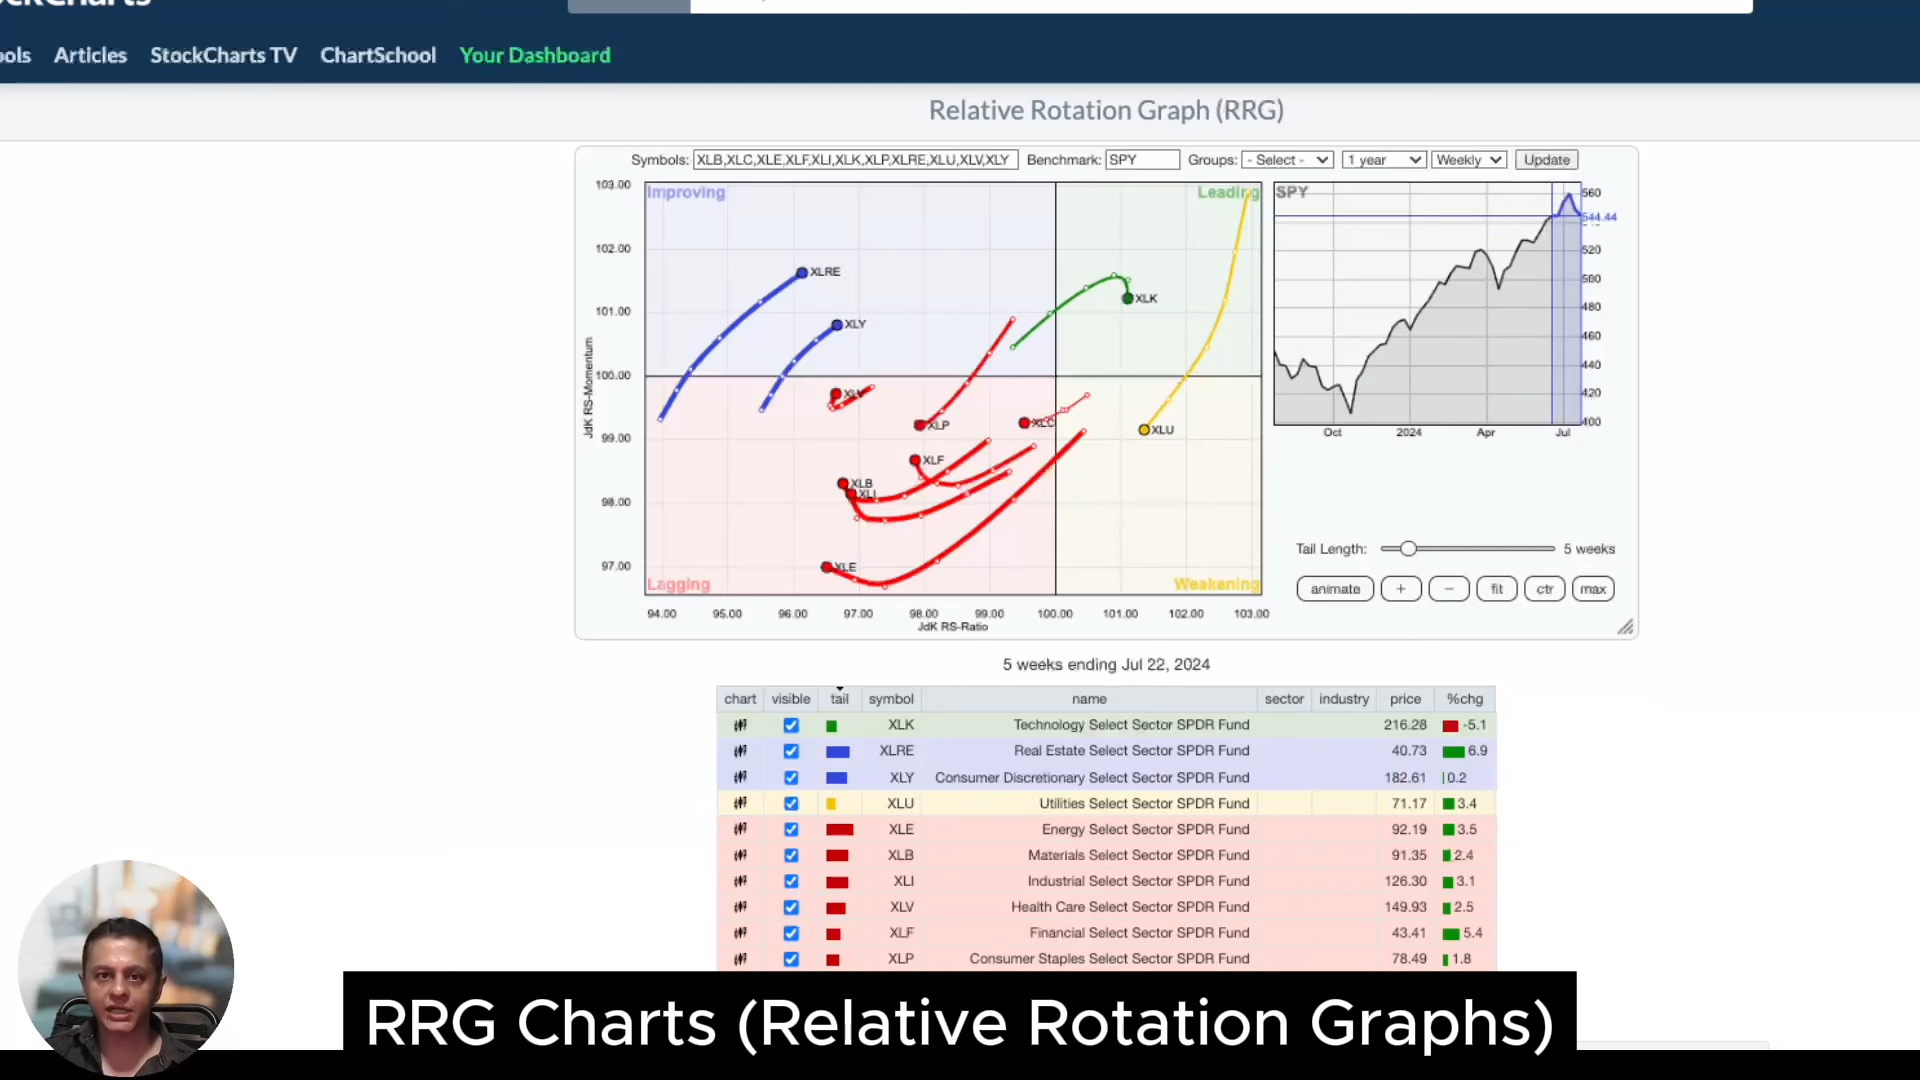 StockCharts
ools Articles StockCharts TV ChartSchool Your Dashboard
Relative Rotation Graph (RRG)
Symbols: XLB,XLC,XLE,XLF,XLI,XLK,XLP,XLRE,XLU,XLV,XLY Benchmark: SPY Groups: - Select - 1 year Weekly Update
103.00
102.00
101.00
100.00
99.00
98.00
97.00
JdK RS-Momentum
Improving
Leading
Lagging
Weakening
XLRE
XLY
XLK
XLV
XLP
XLC
XLU
XLF
XLB
XLI
XLE
94.00 95.00 96.00 97.00 98.00 99.00 100.00 101.00 102.00 103.00
JdK RS-Ratio
SPY
560
544.44
520
500
480
460
440
420
400
Oct 2024 Apr Jul
Tail Length: 5 weeks
animate + − fit ctr max
5 weeks ending Jul 22, 2024
chart visible tail symbol name sector industry price %chg
XLK Technology Select Sector SPDR Fund 216.28 -5.1
XLRE Real Estate Select Sector SPDR Fund 40.73 6.9
XLY Consumer Discretionary Select Sector SPDR Fund 182.61 0.2
XLU Utilities Select Sector SPDR Fund 71.17 3.4
XLE Energy Select Sector SPDR Fund 92.19 3.5
XLB Materials Select Sector SPDR Fund 91.35 2.4
XLI Industrial Select Sector SPDR Fund 126.30 3.1
XLV Health Care Select Sector SPDR Fund 149.93 2.5
XLF Financial Select Sector SPDR Fund 43.41 5.4
XLP Consumer Staples Select Sector SPDR Fund 78.49 1.8
RRG Charts (Relative Rotation Graphs)